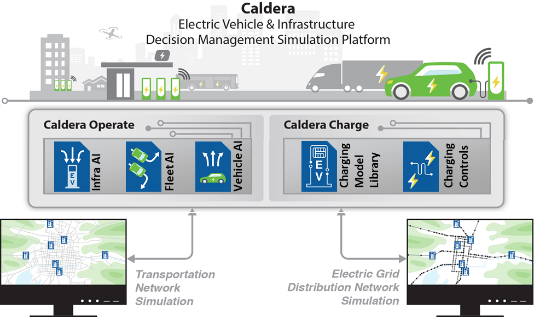 Caldera
Electric Vehicle & Infrastructure
Decision Management Simulation Platform
Caldera Operate
Caldera Charge
EV
Infra AI
Fleet AI
Vehicle AI
EV
Charging
Model
Library
Charging
Controls
Transportation
Network
Simulation
Electric Grid
Distribution Network
Simulation